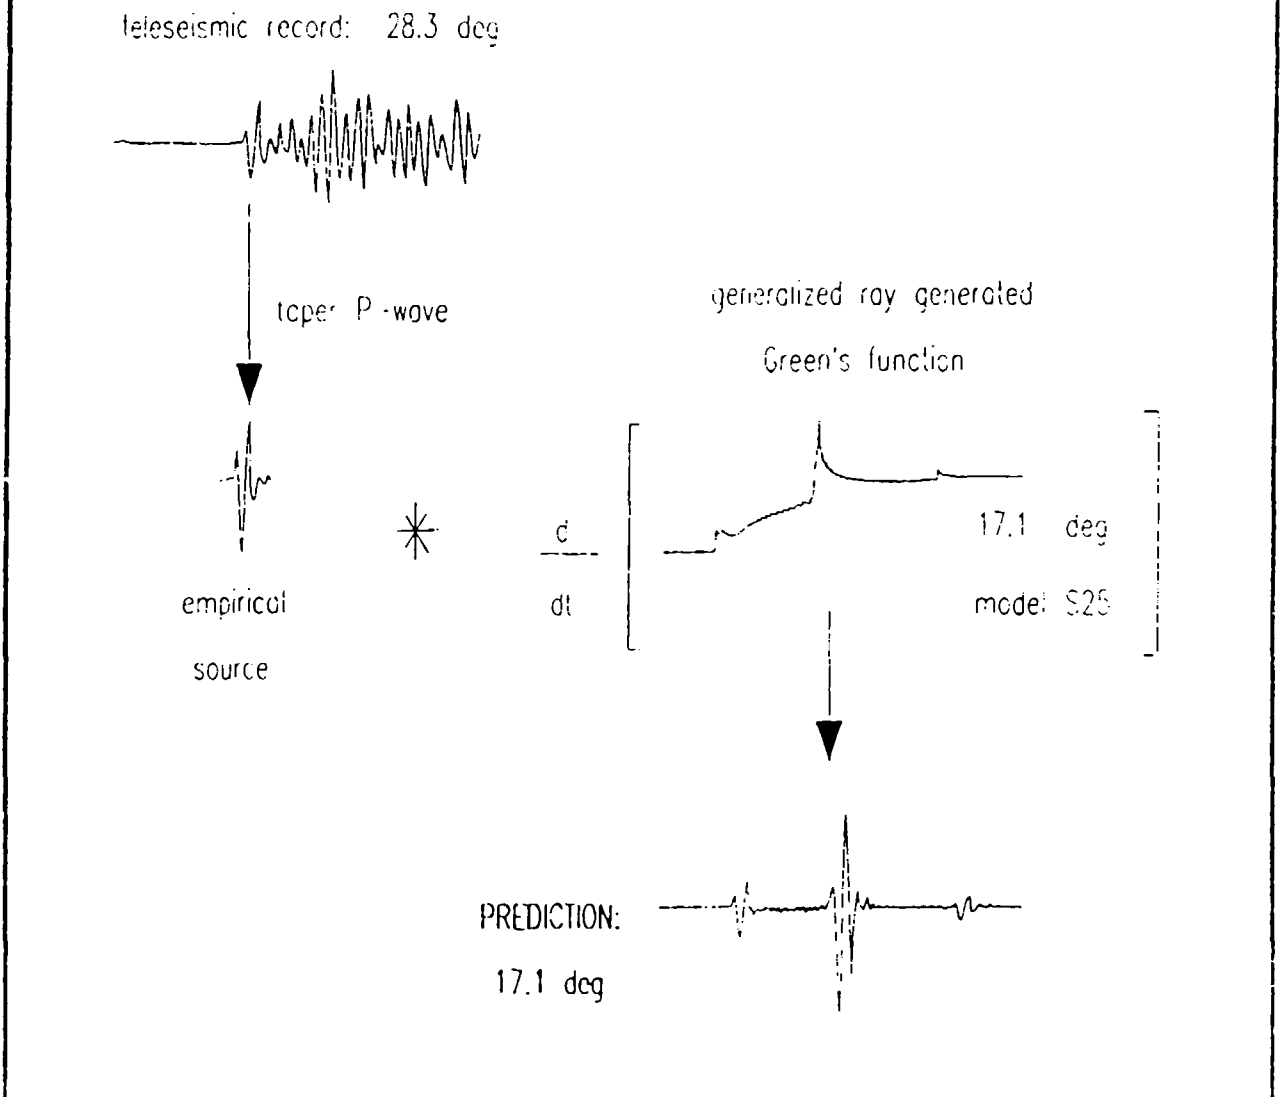 teleseismic record: 28.3 deg
taper P-wave
generalized ray generated
Green's function
d
dt
17.1 deg
model S25
empirical
source
PREDICTION:
17.1 deg